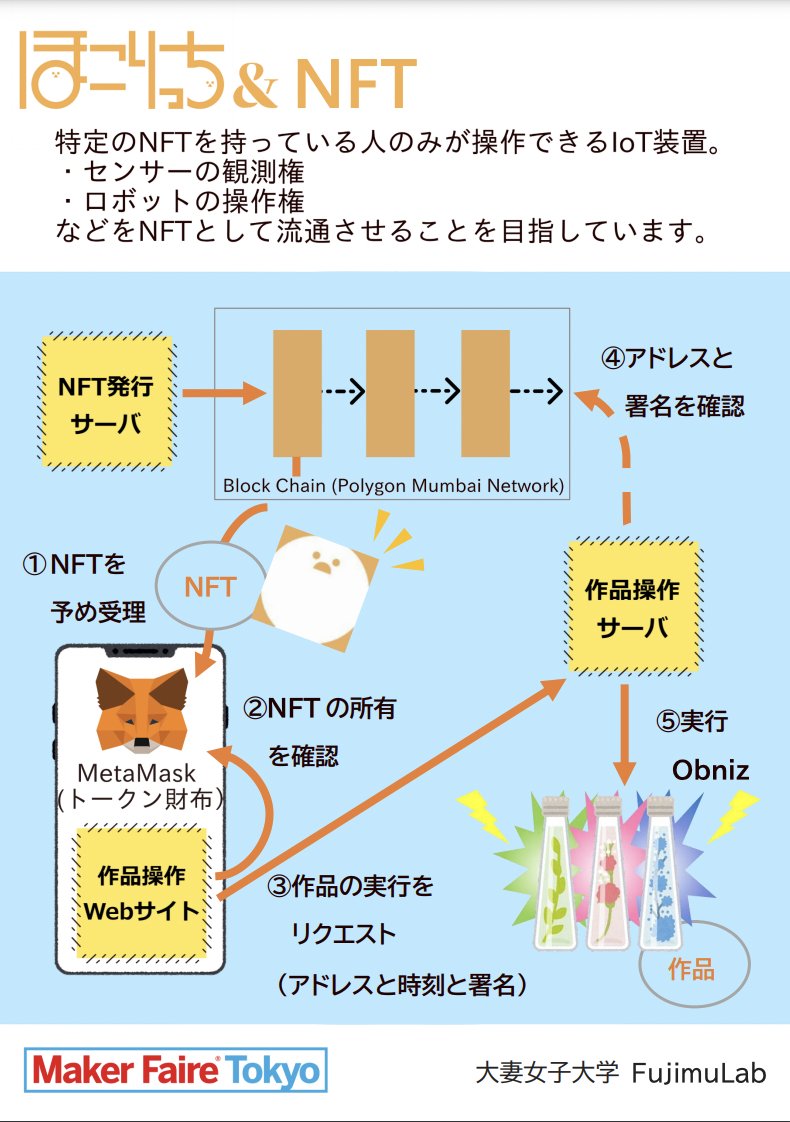 ほこりっち & NFT
特定のNFTを持っている人のみが操作できるIoT装置。
・センサーの観測権
・ロボットの操作権
などをNFTとして流通させることを目指しています。
NFT発行
サーバ
Block Chain (Polygon Mumbai Network)
④アドレスと
署名を確認
①NFTを
予め受理
NFT
作品操作
サーバ
②NFTの所有
を確認
MetaMask
(トークン財布)
作品操作
Webサイト
③作品の実行を
リクエスト
（アドレスと時刻と署名）
⑤実行
Obniz
作品
Maker Faire® Tokyo
大妻女子大学 FujimuLab